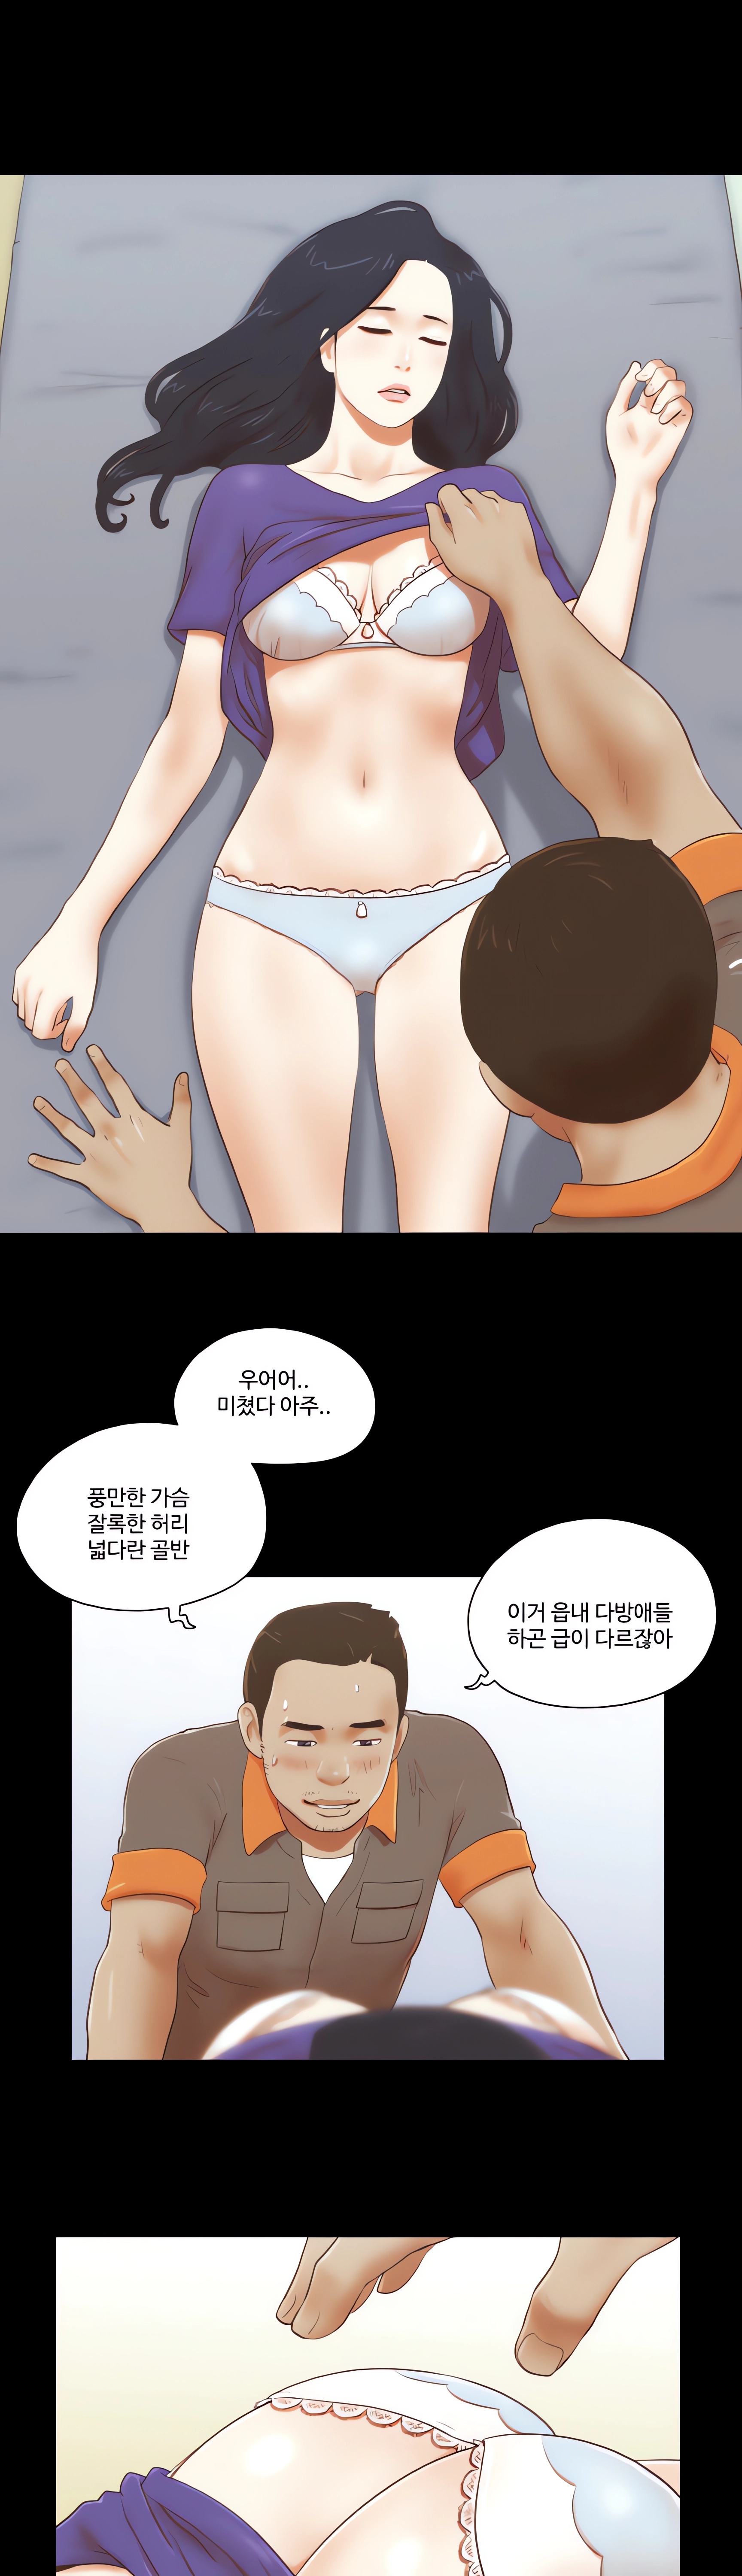 우어어..
미쳤다 아주..
풍만한 가슴
잘록한 허리
넓다란 골반
이거 읍내 다방애들
하곤 급이 다르잖아